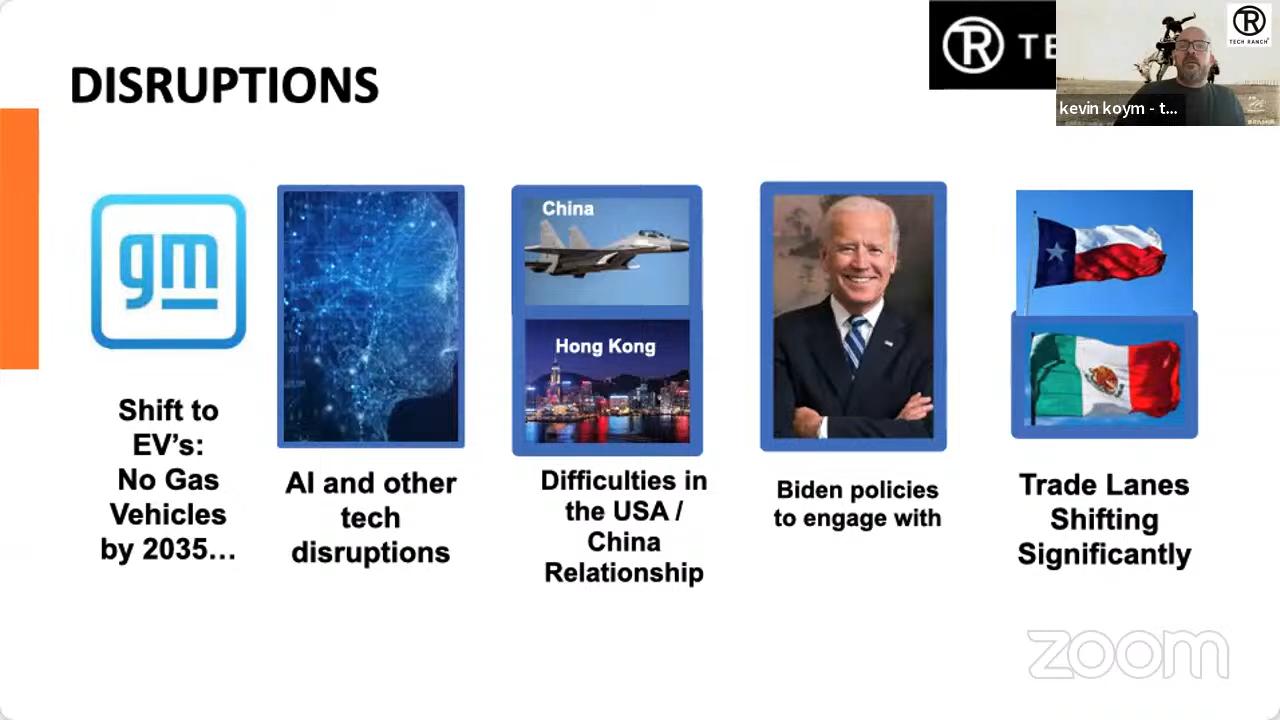 DISRUPTIONS
TE
TECH RANCH
kevin koym - t...
gm
China
Hong Kong
Shift to
EV’s:
No Gas
Vehicles
by 2035…
AI and other
tech
disruptions
Difficulties in
the USA /
China
Relationship
Biden policies
to engage with
Trade Lanes
Shifting
Significantly
zoom